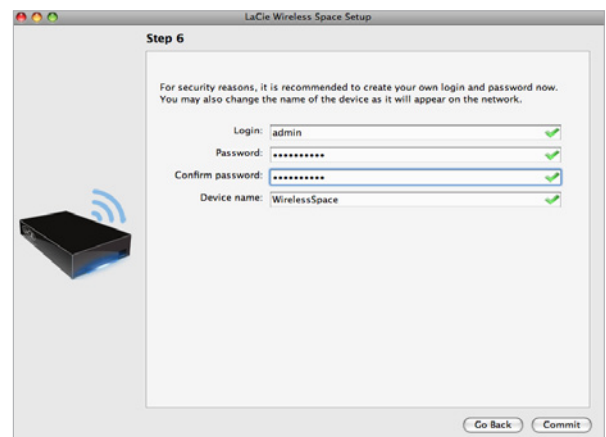 LaCie Wireless Space Setup
Step 6
For security reasons, it is recommended to create your own login and password now.
You may also change the name of the device as it will appear on the network.
Login: admin
Password: ••••••••••
Confirm password: ••••••••••
Device name: WirelessSpace
Go Back Commit